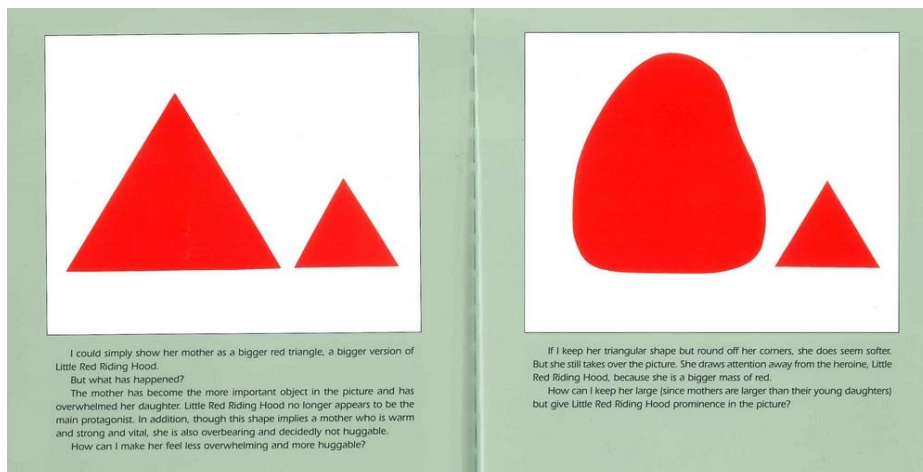 I could simply show her mother as a bigger red triangle, a bigger version of
Little Red Riding Hood.
But what has happened?
The mother has become the more important object in the picture and has
overwhelmed her daughter. Little Red Riding Hood no longer appears to be the
main protagonist. In addition, though this shape implies a mother who is warm
and strong and vital, she is also overbearing and decidedly not huggable.
How can I make her feel less overwhelming and more huggable?
If I keep her triangular shape but round off her corners, she does seem softer.
But she still takes over the picture. She draws attention away from the heroine, Little
Red Riding Hood, because she is a bigger mass of red.
How can I keep her large (since mothers are larger than their young daughters)
but give Little Red Riding Hood prominence in the picture?